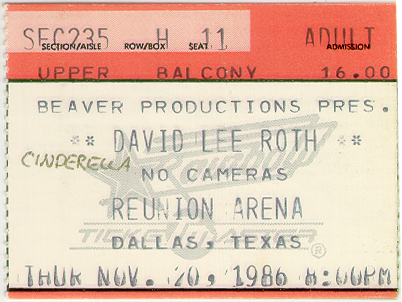 SEC235 H 11 ADULT
SECTION/AISLE ROW/BOX SEAT ADMISSION
UPPER BALCONY 16.00
BEAVER PRODUCTIONS PRES.
** DAVID LEE ROTH **
CINDERELLA
NO CAMERAS
Rainbow
REUNION ARENA
TICKETMASTER®
DALLAS, TEXAS
THUR NOV. 20, 1986 8:00PM